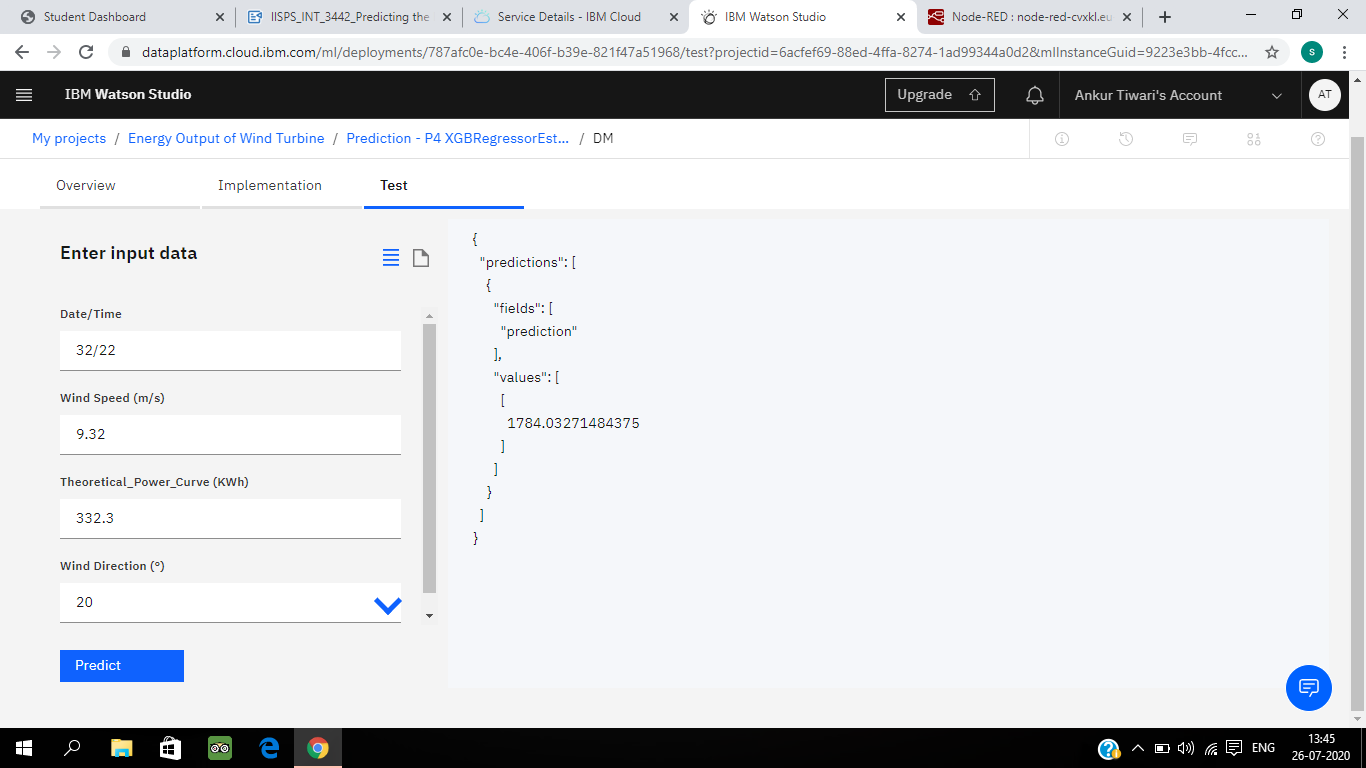 Student Dashboard
IISPS_INT_3442_Predicting the
Service Details - IBM Cloud
IBM Watson Studio
Node-RED : node-red-cvxkl.eu
dataplatform.cloud.ibm.com/ml/deployments/787afc0e-bc4e-406f-b39e-821f47a51968/test?projectid=6acfef69-88ed-4ffa-8274-1ad99344a0d2&mlInstanceGuid=9223e3bb-4fcc...
S
IBM Watson Studio
Upgrade
Ankur Tiwari's Account
AT
My projects / Energy Output of Wind Turbine / Prediction - P4 XGBRegressorEst... / DM
Overview
Implementation
Test
Enter input data
Date/Time
32/22
Wind Speed (m/s)
9.32
Theoretical_Power_Curve (KWh)
332.3
Wind Direction (°)
20
Predict
{
"predictions": [
{
"fields": [
"prediction"
],
"values": [
[
1784.03271484375
]
]
}
]
}
ENG
13:45
26-07-2020